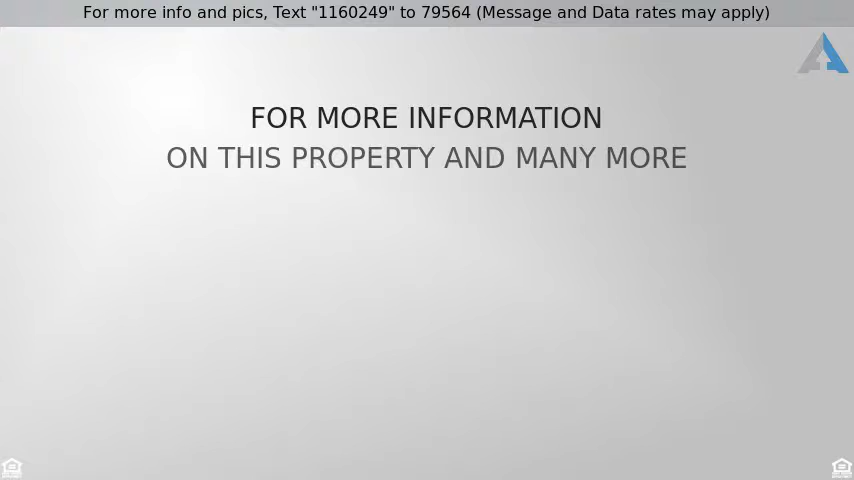 For more info and pics, Text "1160249" to 79564 (Message and Data rates may apply)
FOR MORE INFORMATION
ON THIS PROPERTY AND MANY MORE